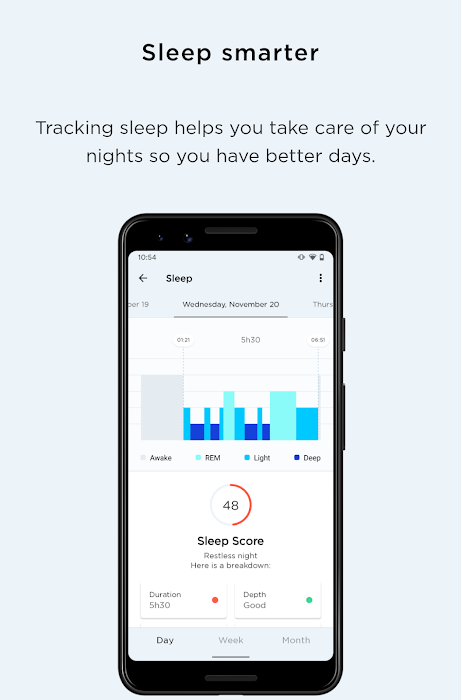 Sleep smarter
Tracking sleep helps you take care of your
nights so you have better days.
10:54
Sleep
ber 19 Wednesday, November 20 Thurs
01:21 5h30 06:51
Awake REM Light Deep
48
Sleep Score
Restless night
Here is a breakdown:
Duration Depth
5h30 Good
Day Week Month